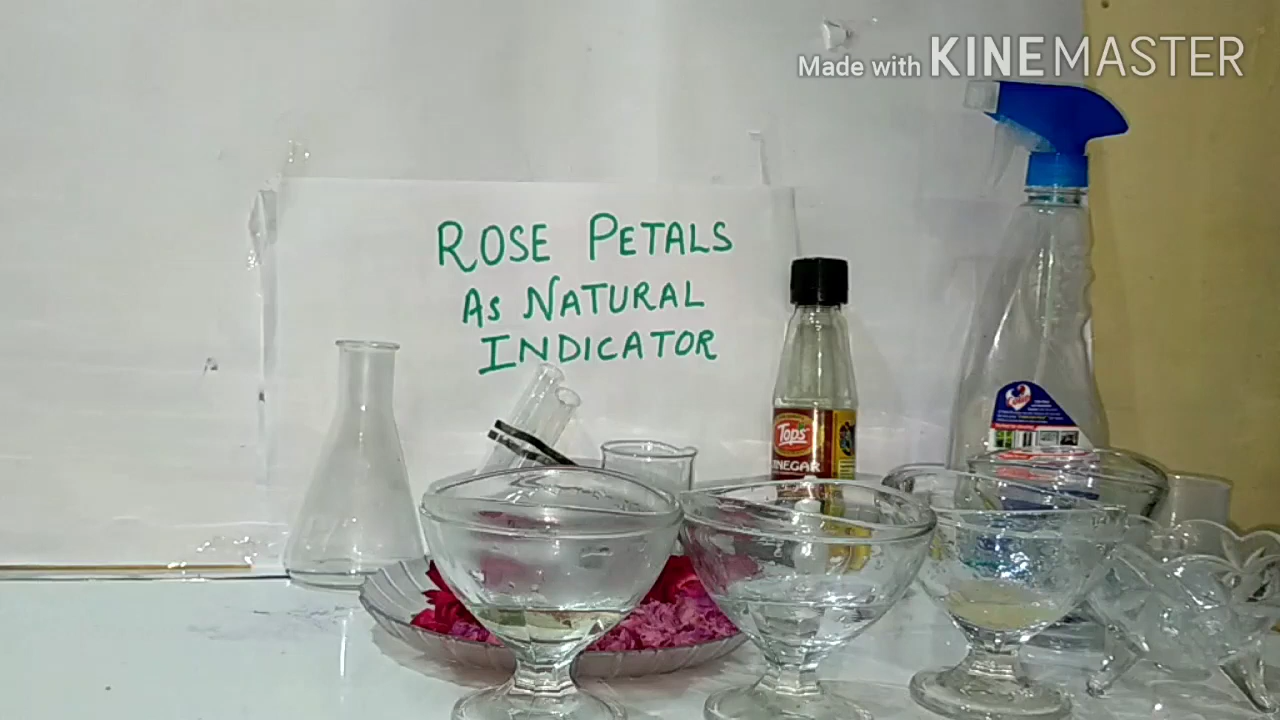 Made with KINEMASTER
ROSE PETALS
AS NATURAL
INDICATOR
Tops
VINEGAR